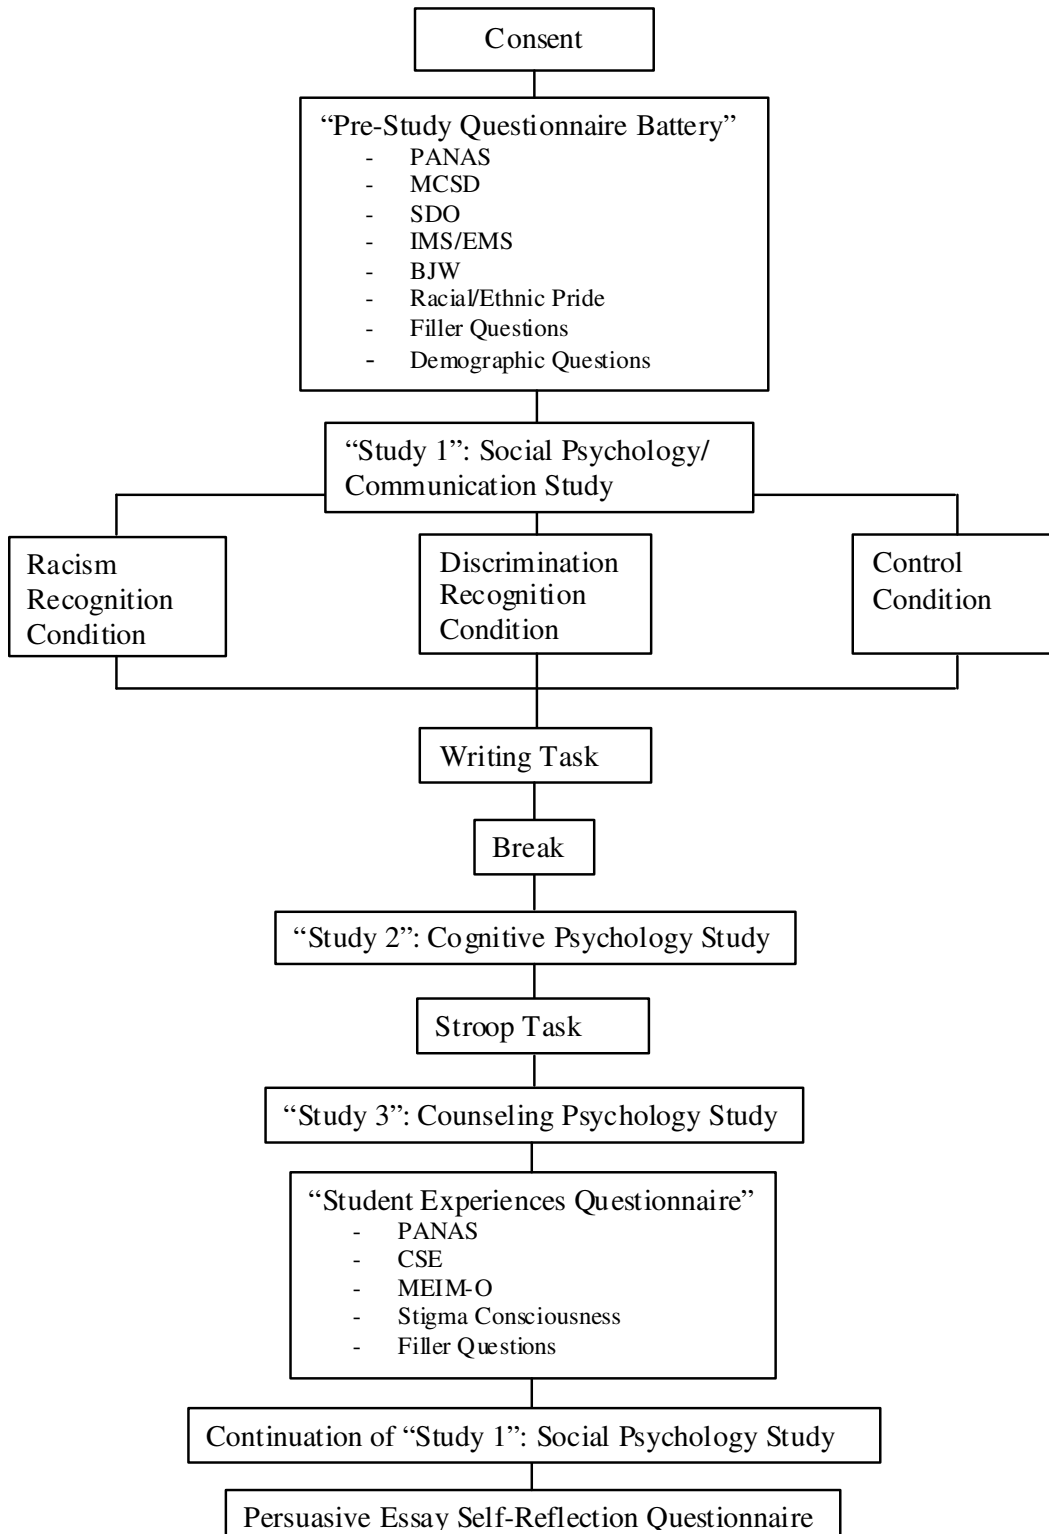 Consent
“Pre-Study Questionnaire Battery”
- PANAS
- MCSD
- SDO
- IMS/EMS
- BJW
- Racial/Ethnic Pride
- Filler Questions
- Demographic Questions
“Study 1”: Social Psychology/
Communication Study
Racism
Recognition
Condition
Discrimination
Recognition
Condition
Control
Condition
Writing Task
Break
“Study 2”: Cognitive Psychology Study
Stroop Task
“Study 3”: Counseling Psychology Study
“Student Experiences Questionnaire”
- PANAS
- CSE
- MEIM-O
- Stigma Consciousness
- Filler Questions
Continuation of “Study 1”: Social Psychology Study
Persuasive Essay Self-Reflection Questionnaire